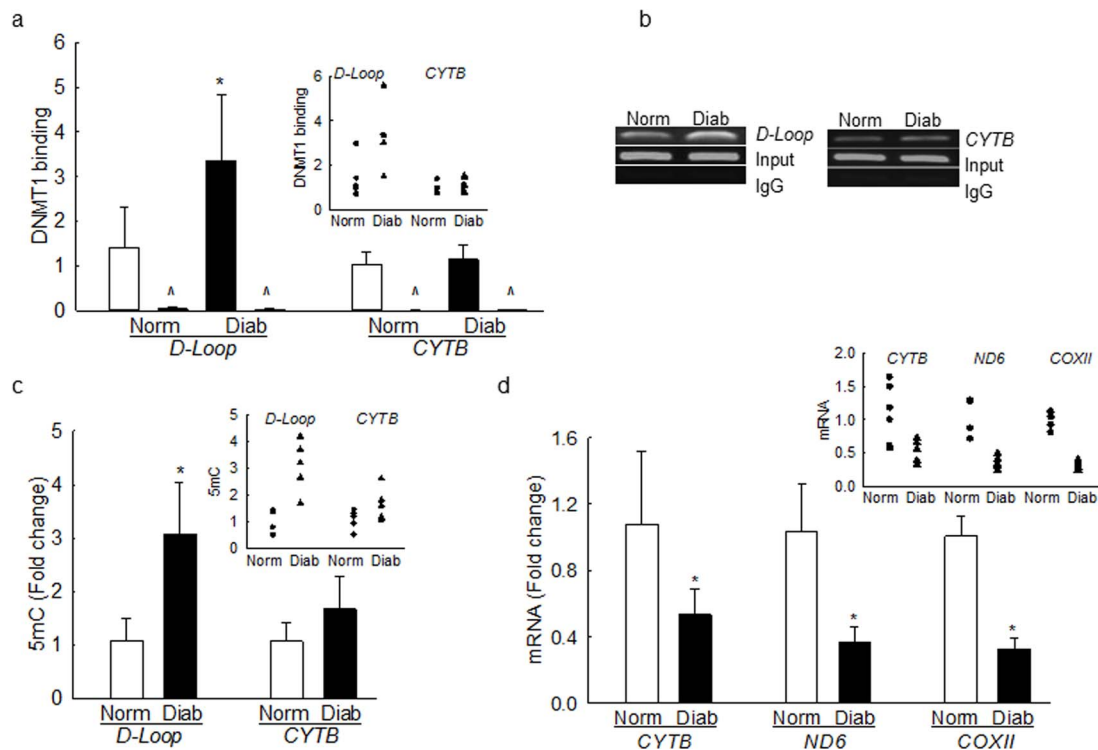 a
DNMT1 binding
6
5
4
3
2
1
0
*
^
^
^
^
Norm Diab Norm Diab
D-Loop CYTB
D-Loop CYTB
DNMT1 binding
6
4
2
0
Norm Diab Norm Diab
b
Norm Diab
D-Loop
Input
IgG
Norm Diab
CYTB
Input
IgG
c
5mC (Fold change)
5
4
3
2
1
0
*
Norm Diab Norm Diab
D-Loop CYTB
D-Loop CYTB
5mC
5
4
3
2
1
0
Norm Diab Norm Diab
d
mRNA (Fold change)
1.6
1.2
0.8
0.4
0.0
*
*
*
Norm Diab Norm Diab Norm Diab
CYTB ND6 COXII
CYTB ND6 COXII
mRNA
2.0
1.5
1.0
0.5
0.0
Norm Diab Norm Diab Norm Diab